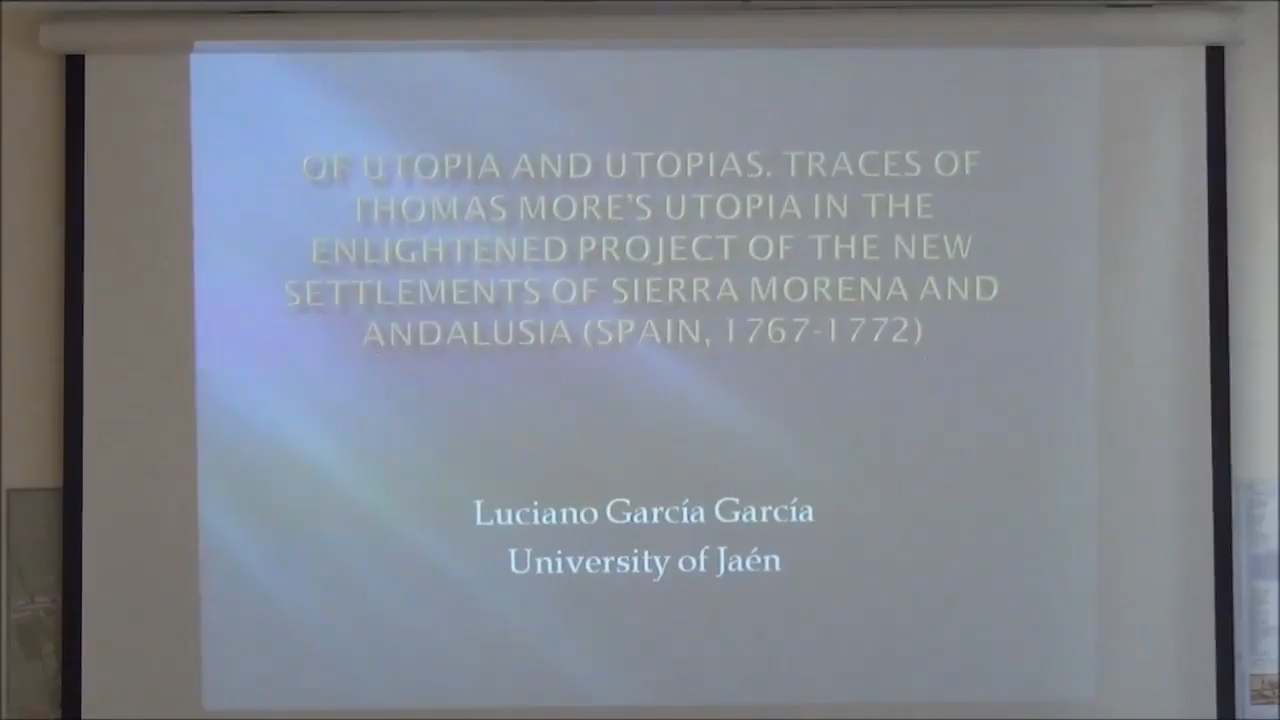 OF UTOPIA AND UTOPIAS. TRACES OF
THOMAS MORE'S UTOPIA IN THE
ENLIGHTENED PROJECT OF THE NEW
SETTLEMENTS OF SIERRA MORENA AND
ANDALUSIA (SPAIN, 1767-1772)
Luciano García García
University of Jaén